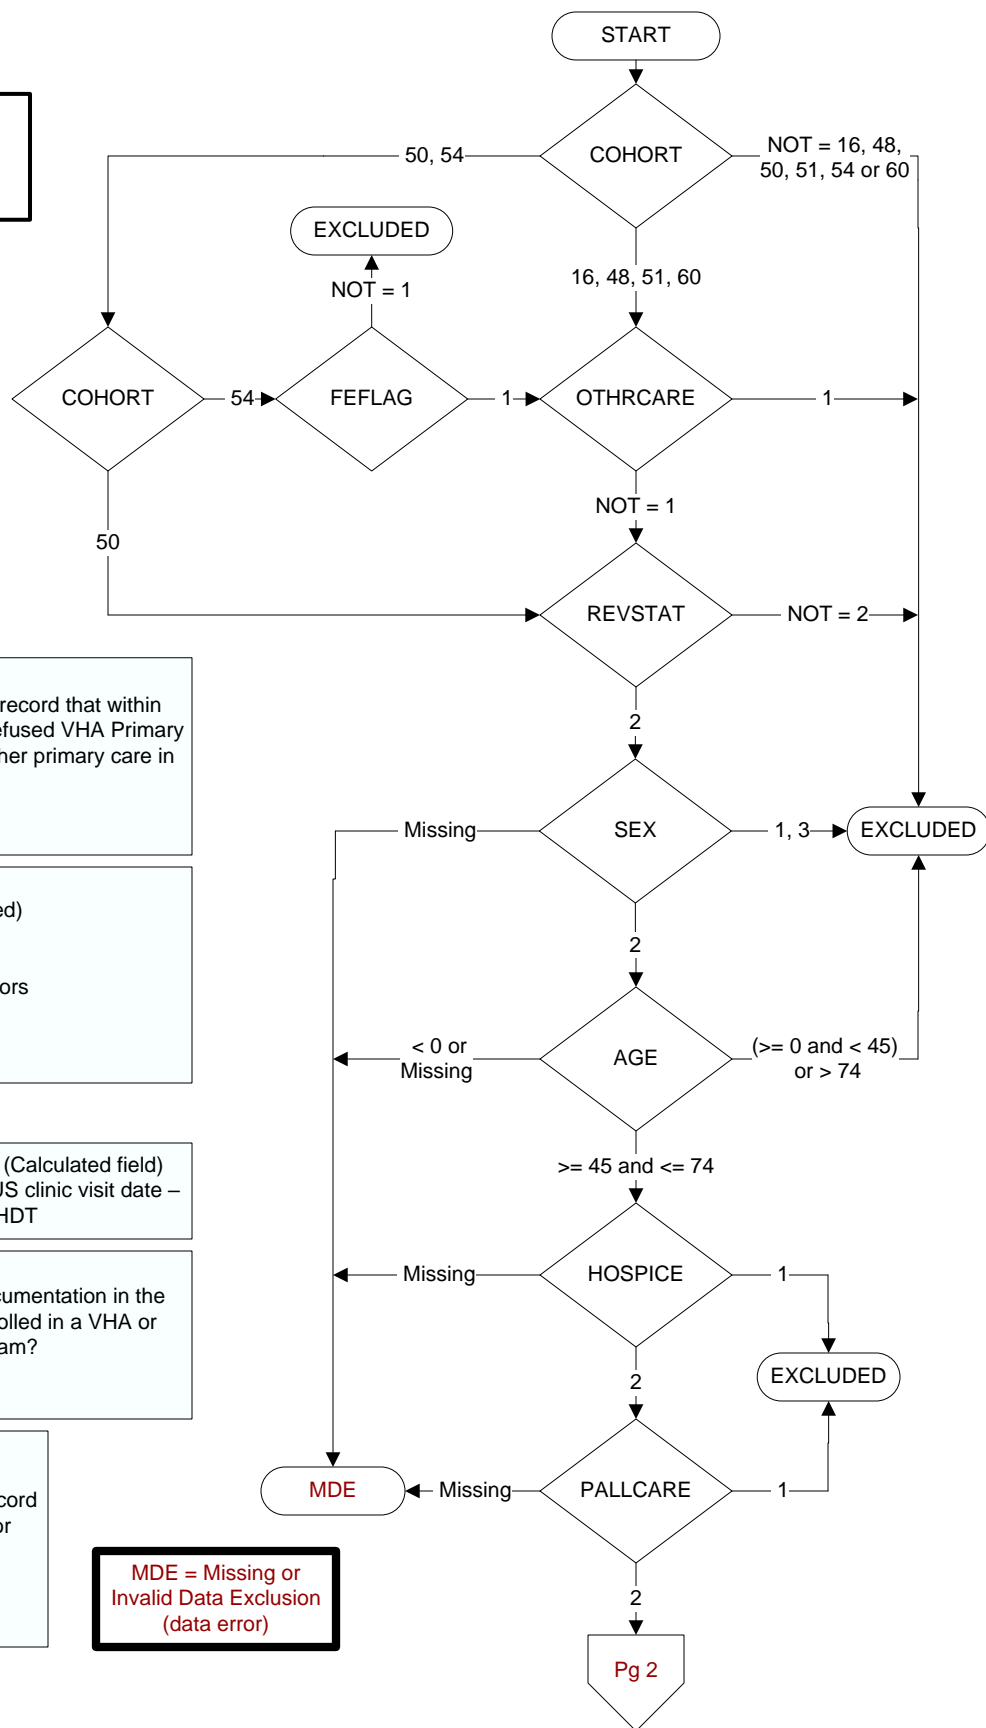 START
COHORT
50, 54
NOT = 16, 48,
50, 51, 54 or 60
EXCLUDED
NOT = 1
16, 48, 51, 60
COHORT
54
FEFLAG
1
OTHRCARE
1
50
NOT = 1
REVSTAT
NOT = 2
record that within
efused VHA Primary
her primary care in
2
Missing
SEX
1, 3
EXCLUDED
ed)
ors
2
< 0 or
Missing
AGE
(>= 0 and < 45)
or > 74
(Calculated field)
US clinic visit date –
HDT
>= 45 and <= 74
Missing
HOSPICE
1
cumentation in the
olled in a VHA or
am?
2
EXCLUDED
cord
or
MDE
Missing
PALLCARE
1
MDE = Missing or
Invalid Data Exclusion
(data error)
2
Pg 2